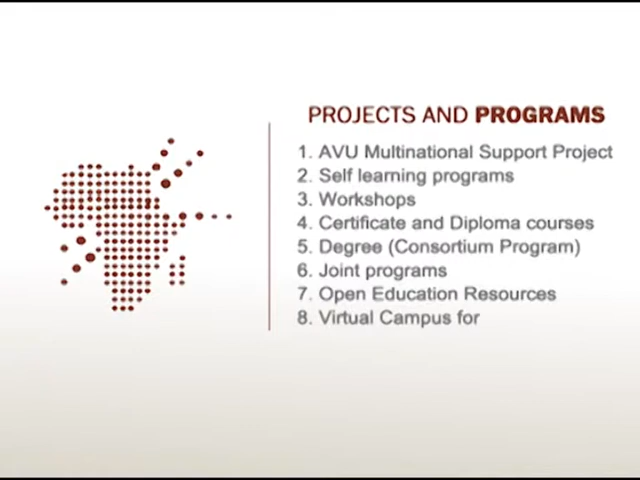 PROJECTS AND PROGRAMS
1. AVU Multinational Support Project
2. Self learning programs
3. Workshops
4. Certificate and Diploma courses
5. Degree (Consortium Program)
6. Joint programs
7. Open Education Resources
8. Virtual Campus for